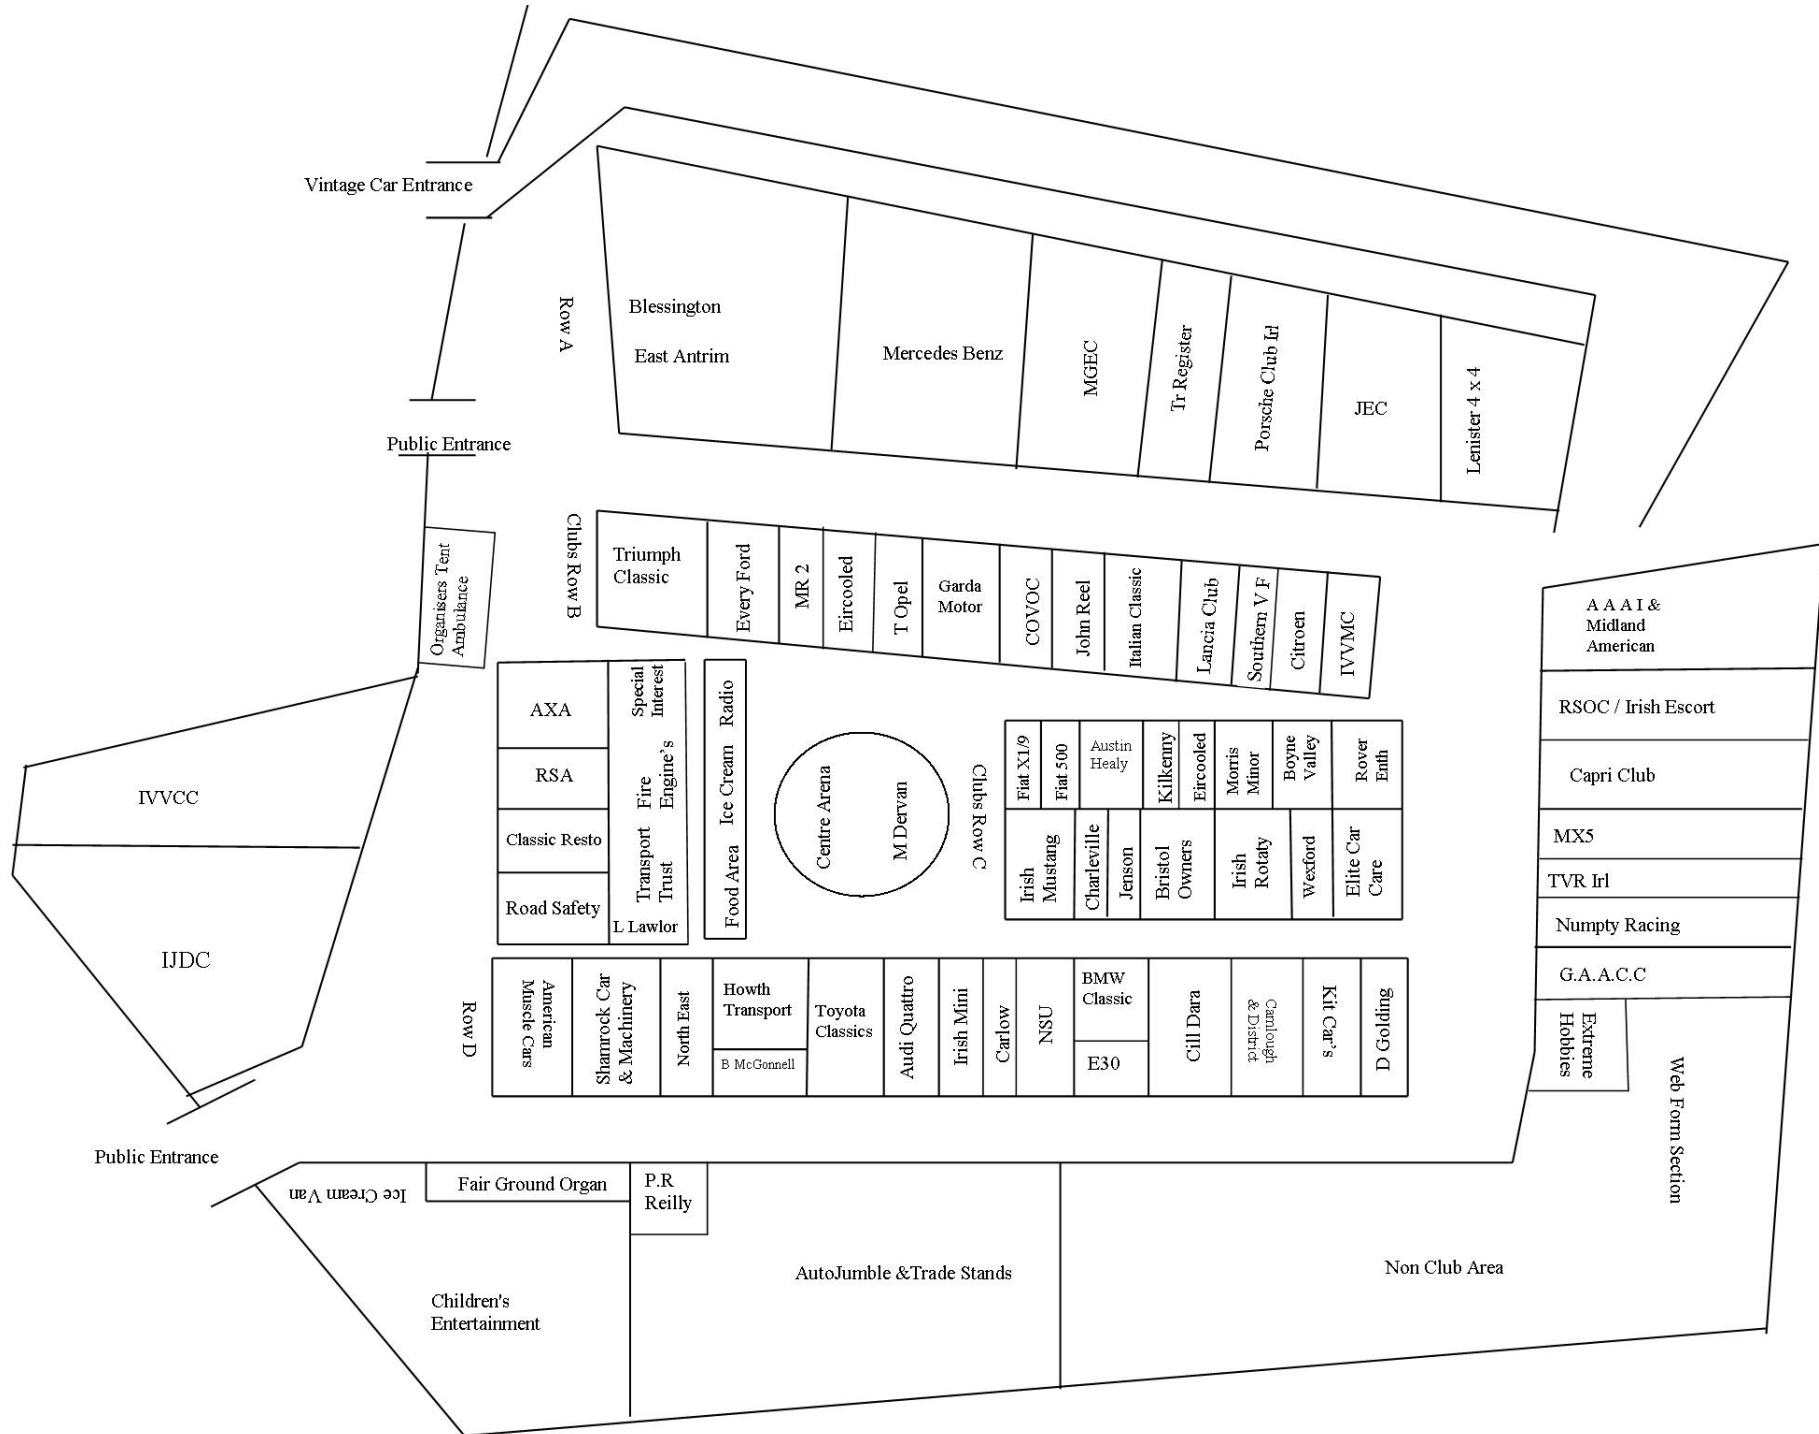 Vintage Car Entrance
Row A
Blessington
East Antrim
Mercedes Benz
MGEC
Tr Register
Porsche Club Irl
JEC
Lenister 4 x 4
Public Entrance
Organisers Tent
Ambulance
Clubs Row B
Triumph
Classic
Every Ford
MR 2
Eircooled
T Opel
Garda
Motor
COVOC
John Reel
Italian Classic
Lancia Club
Southern V F
Citroen
IVVMC
A A A I &
Midland
American
RSOC / Irish Escort
Capri Club
MX5
TVR Irl
Numpty Racing
G.A.A.C.C
Extreme
Hobbies
Web Form Section
IVVCC
IJDC
AXA
RSA
Classic Resto
Road Safety
Special
Interest
Fire
Engine's
Transport
Trust
L Lawlor
Radio
Ice Cream
Food Area
Centre Arena
M Dervan
Clubs Row C
Fiat X1/9
Fiat 500
Austin
Healy
Kilkenny
Eircooled
Morris
Minor
Boyne
Valley
Rover
Enth
Irish
Mustang
Charleville
Jenson
Bristol
Owners
Irish
Rotaty
Wexford
Elite Car
Care
Row D
American
Muscle Cars
Shamrock Car
& Machinery
North East
Howth
Transport
B McGonnell
Toyota
Classics
Audi Quattro
Irish Mini
Carlow
NSU
BMW
Classic
E30
Cill Dara
Camlough
& District
Kit Car's
D Golding
Public Entrance
Ice Cream Van
Fair Ground Organ
P.R
Reilly
Children's
Entertainment
AutoJumble &Trade Stands
Non Club Area